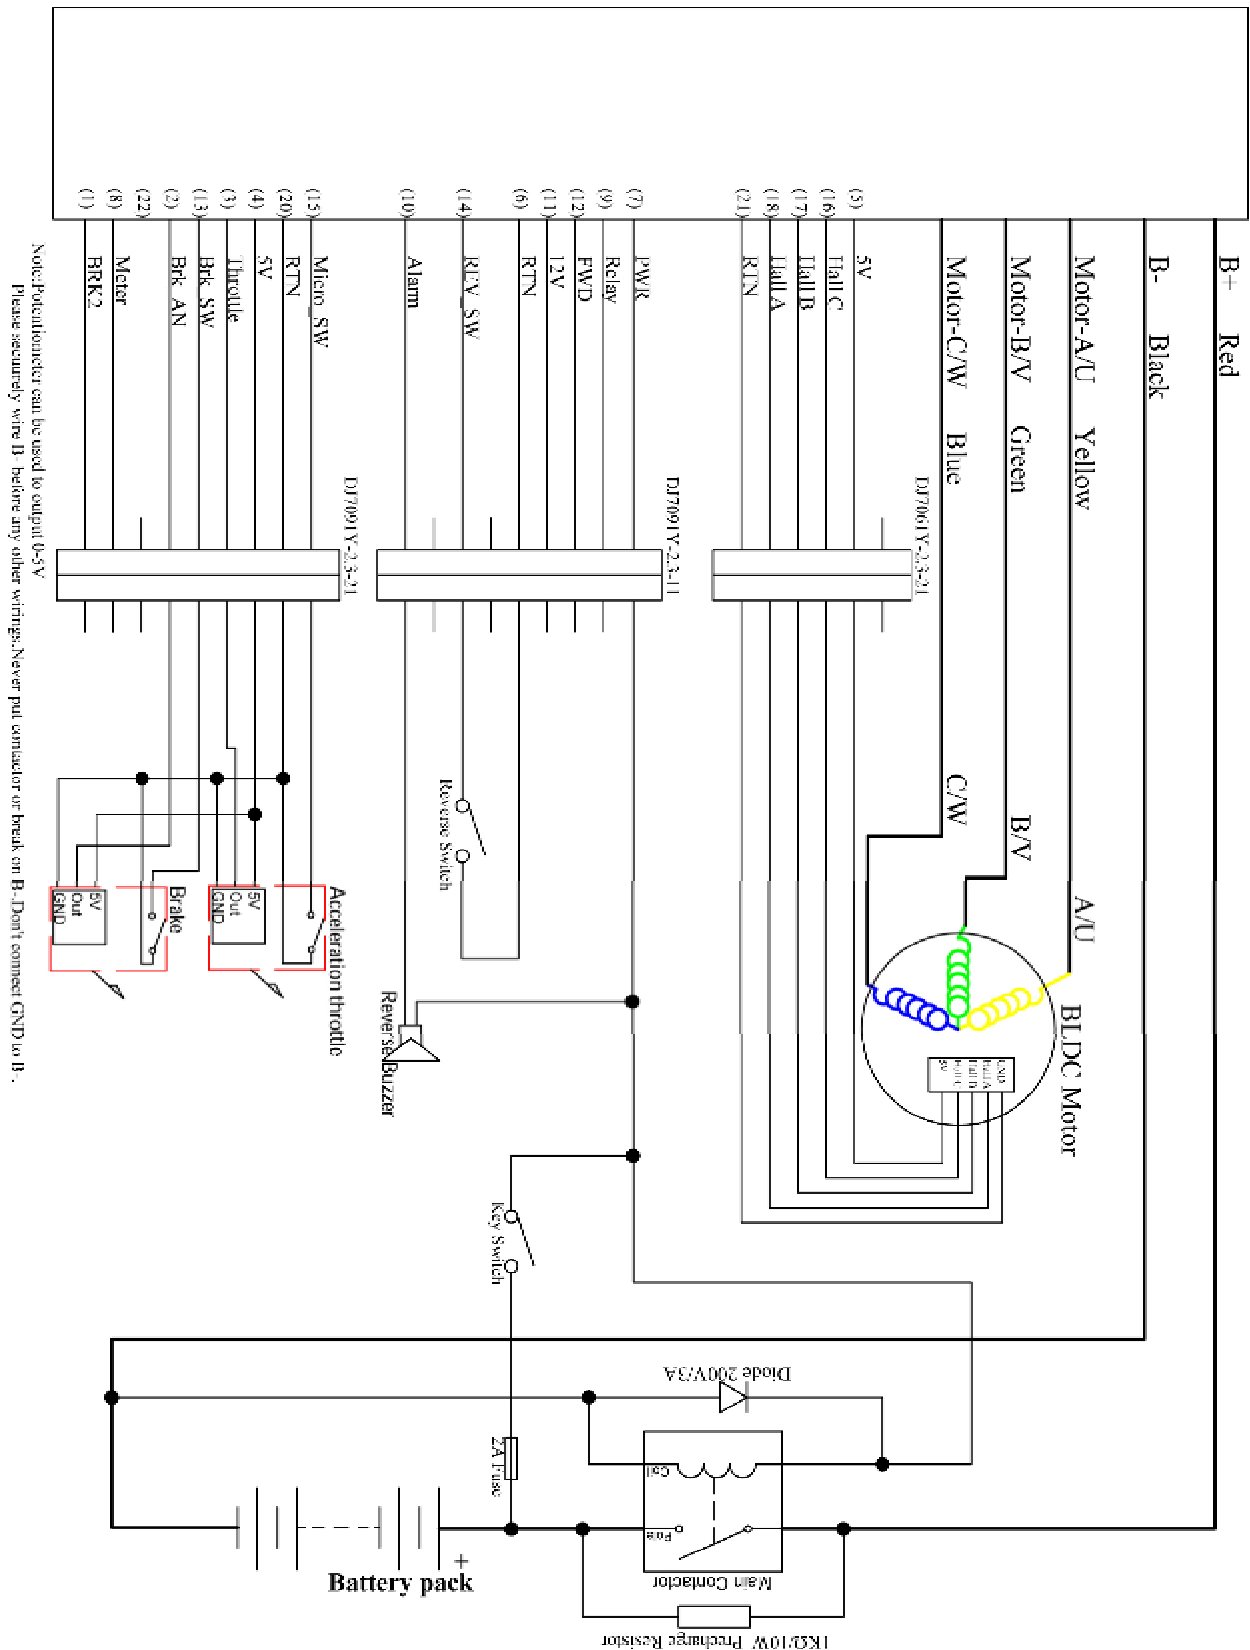 B+ Red
B- Black
Motor-A/U Yellow
Motor-B/V Green
Motor-C/W Blue
(5) 5V
(16) Hall C
(17) Hall B
(18) Hall A
(21) RTN
DJ7061Y-2.3-21
(7) PWR
(9) Relay
(12) FWD
(11) 12V
(6) RTN
(14) REV_SW
(10) Alarm
DJ7091Y-2.3-11
(15) Micro_SW
(20) RTN
(4) 5V
(3) Throttle
(13) Brk_SW
(2) Brk_AN
(22)
(8) Meter
(1) BRK2
DJ7091Y-2.3-21
A/U
B/V
C/W
BLDC Motor
GND
Hall A
Hall B
Hall C
5V
Reverse Switch
Reverse Buzzer
Acceleration throttle
5V
Out
GND
Brake
5V
Out
GND
Key Switch
2A Fuse
Diode 200V/3A
Coil
Main Contactor
1KΩ/10W Precharge Resistor
+
Battery pack
Note:Potentiometer can be used to output 0-5V
Please securely wire B- before any other wirings.Never put contactor or break on B-.Don't connect GND to B-.